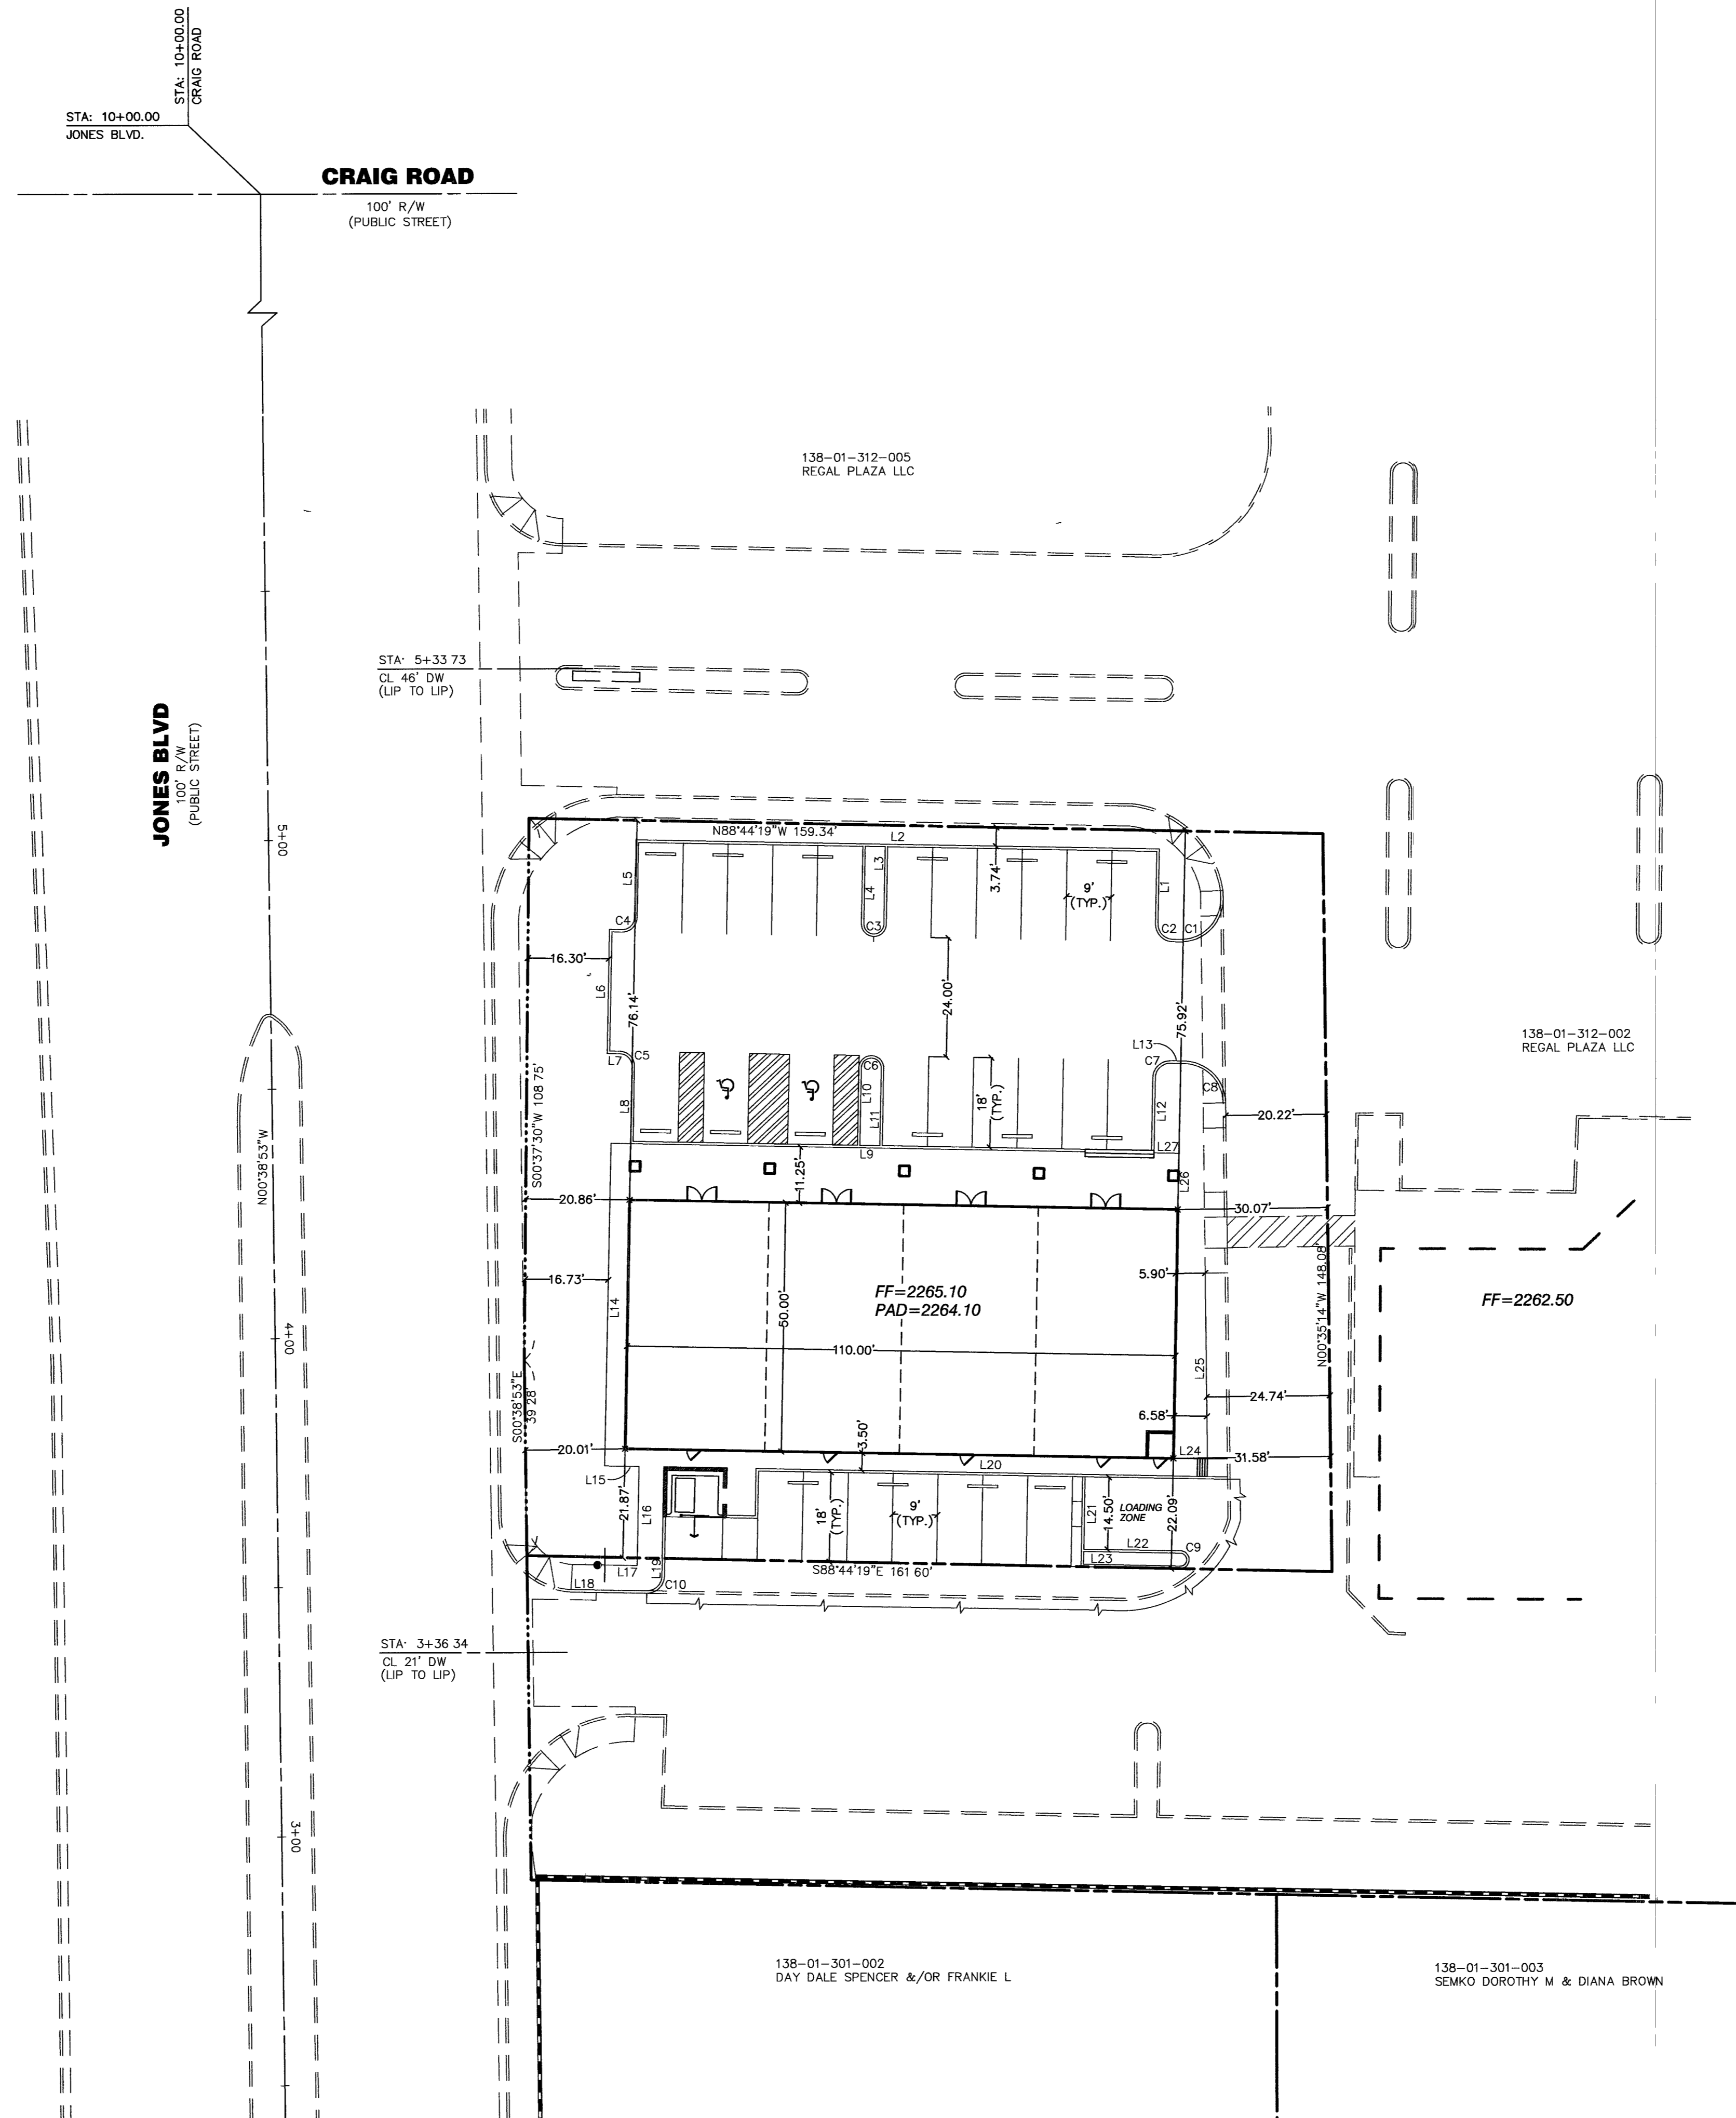 STA: 10+00.00
CRAIG ROAD
STA: 10+00.00
JONES BLVD.
CRAIG ROAD
100' R/W
(PUBLIC STREET)
138-01-312-005
REGAL PLAZA LLC
STA· 5+33 73
CL 46' DW
(LIP TO LIP)
JONES BLVD
100' R/W
(PUBLIC STREET)
5+00
N88°44'19"W 159.34'
L2
L5
L3
L4
3.74'
9'
(TYP.)
L1
C4
C3
C2
C1
16.30'
L6
76.14'
24.00'
75.92'
138-01-312-002
REGAL PLAZA LLC
L13
L7
C5
C6
C7
C8
S00°37'30"W 108 75'
L8
L10
L11
18'
(TYP.)
L12
20.22'
N00°38'53"W
L9
L27
11.25'
L26
20.86'
30.07'
16.73'
5.90'
L14
FF=2265.10
PAD=2264.10
50.00'
N00°35'14"W 148.08'
FF=2262.50
4+00
110.00'
L25
S00°38'53"E
39 28'
24.74'
6.58'
20.01'
3.50'
L24
31.58'
L15
L20
21.87'
L16
18'
(TYP.)
9'
(TYP.)
L21
14.50'
LOADING
ZONE
22.09'
L22
C9
L23
L17
L19
S88°44'19"E 161 60'
L18
C10
STA· 3+36 34
CL 21' DW
(LIP TO LIP)
3+00
138-01-301-002
DAY DALE SPENCER &/OR FRANKIE L
138-01-301-003
SEMKO DOROTHY M & DIANA BROWN